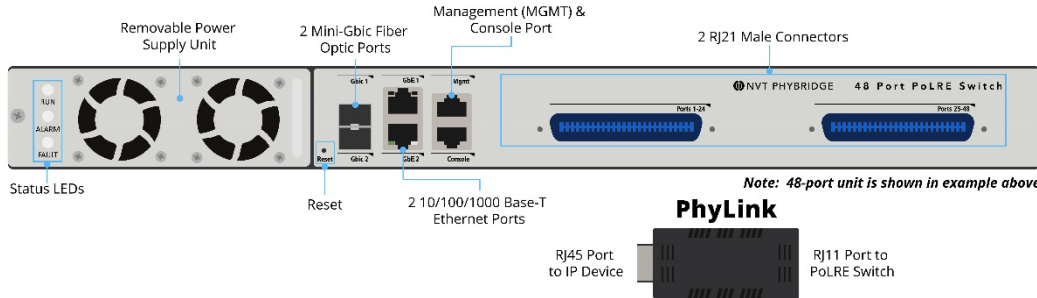 Removable Power
Supply Unit
2 Mini-Gbic Fiber
Optic Ports
Management (MGMT) &
Console Port
2 RJ21 Male Connectors
RUN
ALARM
FAULT
Gbic 1
GbE 1
Mgmt
Reset
Gbic 2
GbE 2
Console
NVT PHYBRIDGE
48 Port PoLRE Switch
Ports 1-24
Ports 25-48
Status LEDs
Reset
2 10/100/1000 Base-T
Ethernet Ports
Note: 48-port unit is shown in example above
PhyLink
RJ45 Port
to IP Device
RJ11 Port to
PoLRE Switch